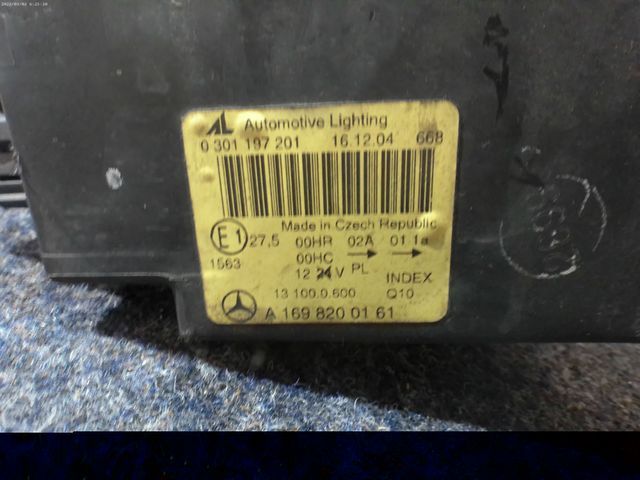 Automotive Lighting
0 301 197 201 16.12.04 668
Made in Czech Republic
E1 27,5 00HR 02A 01 1a
1563 00HC
12 24 V PL INDEX
13 100.0.600 Q10
A 169 820 01 61